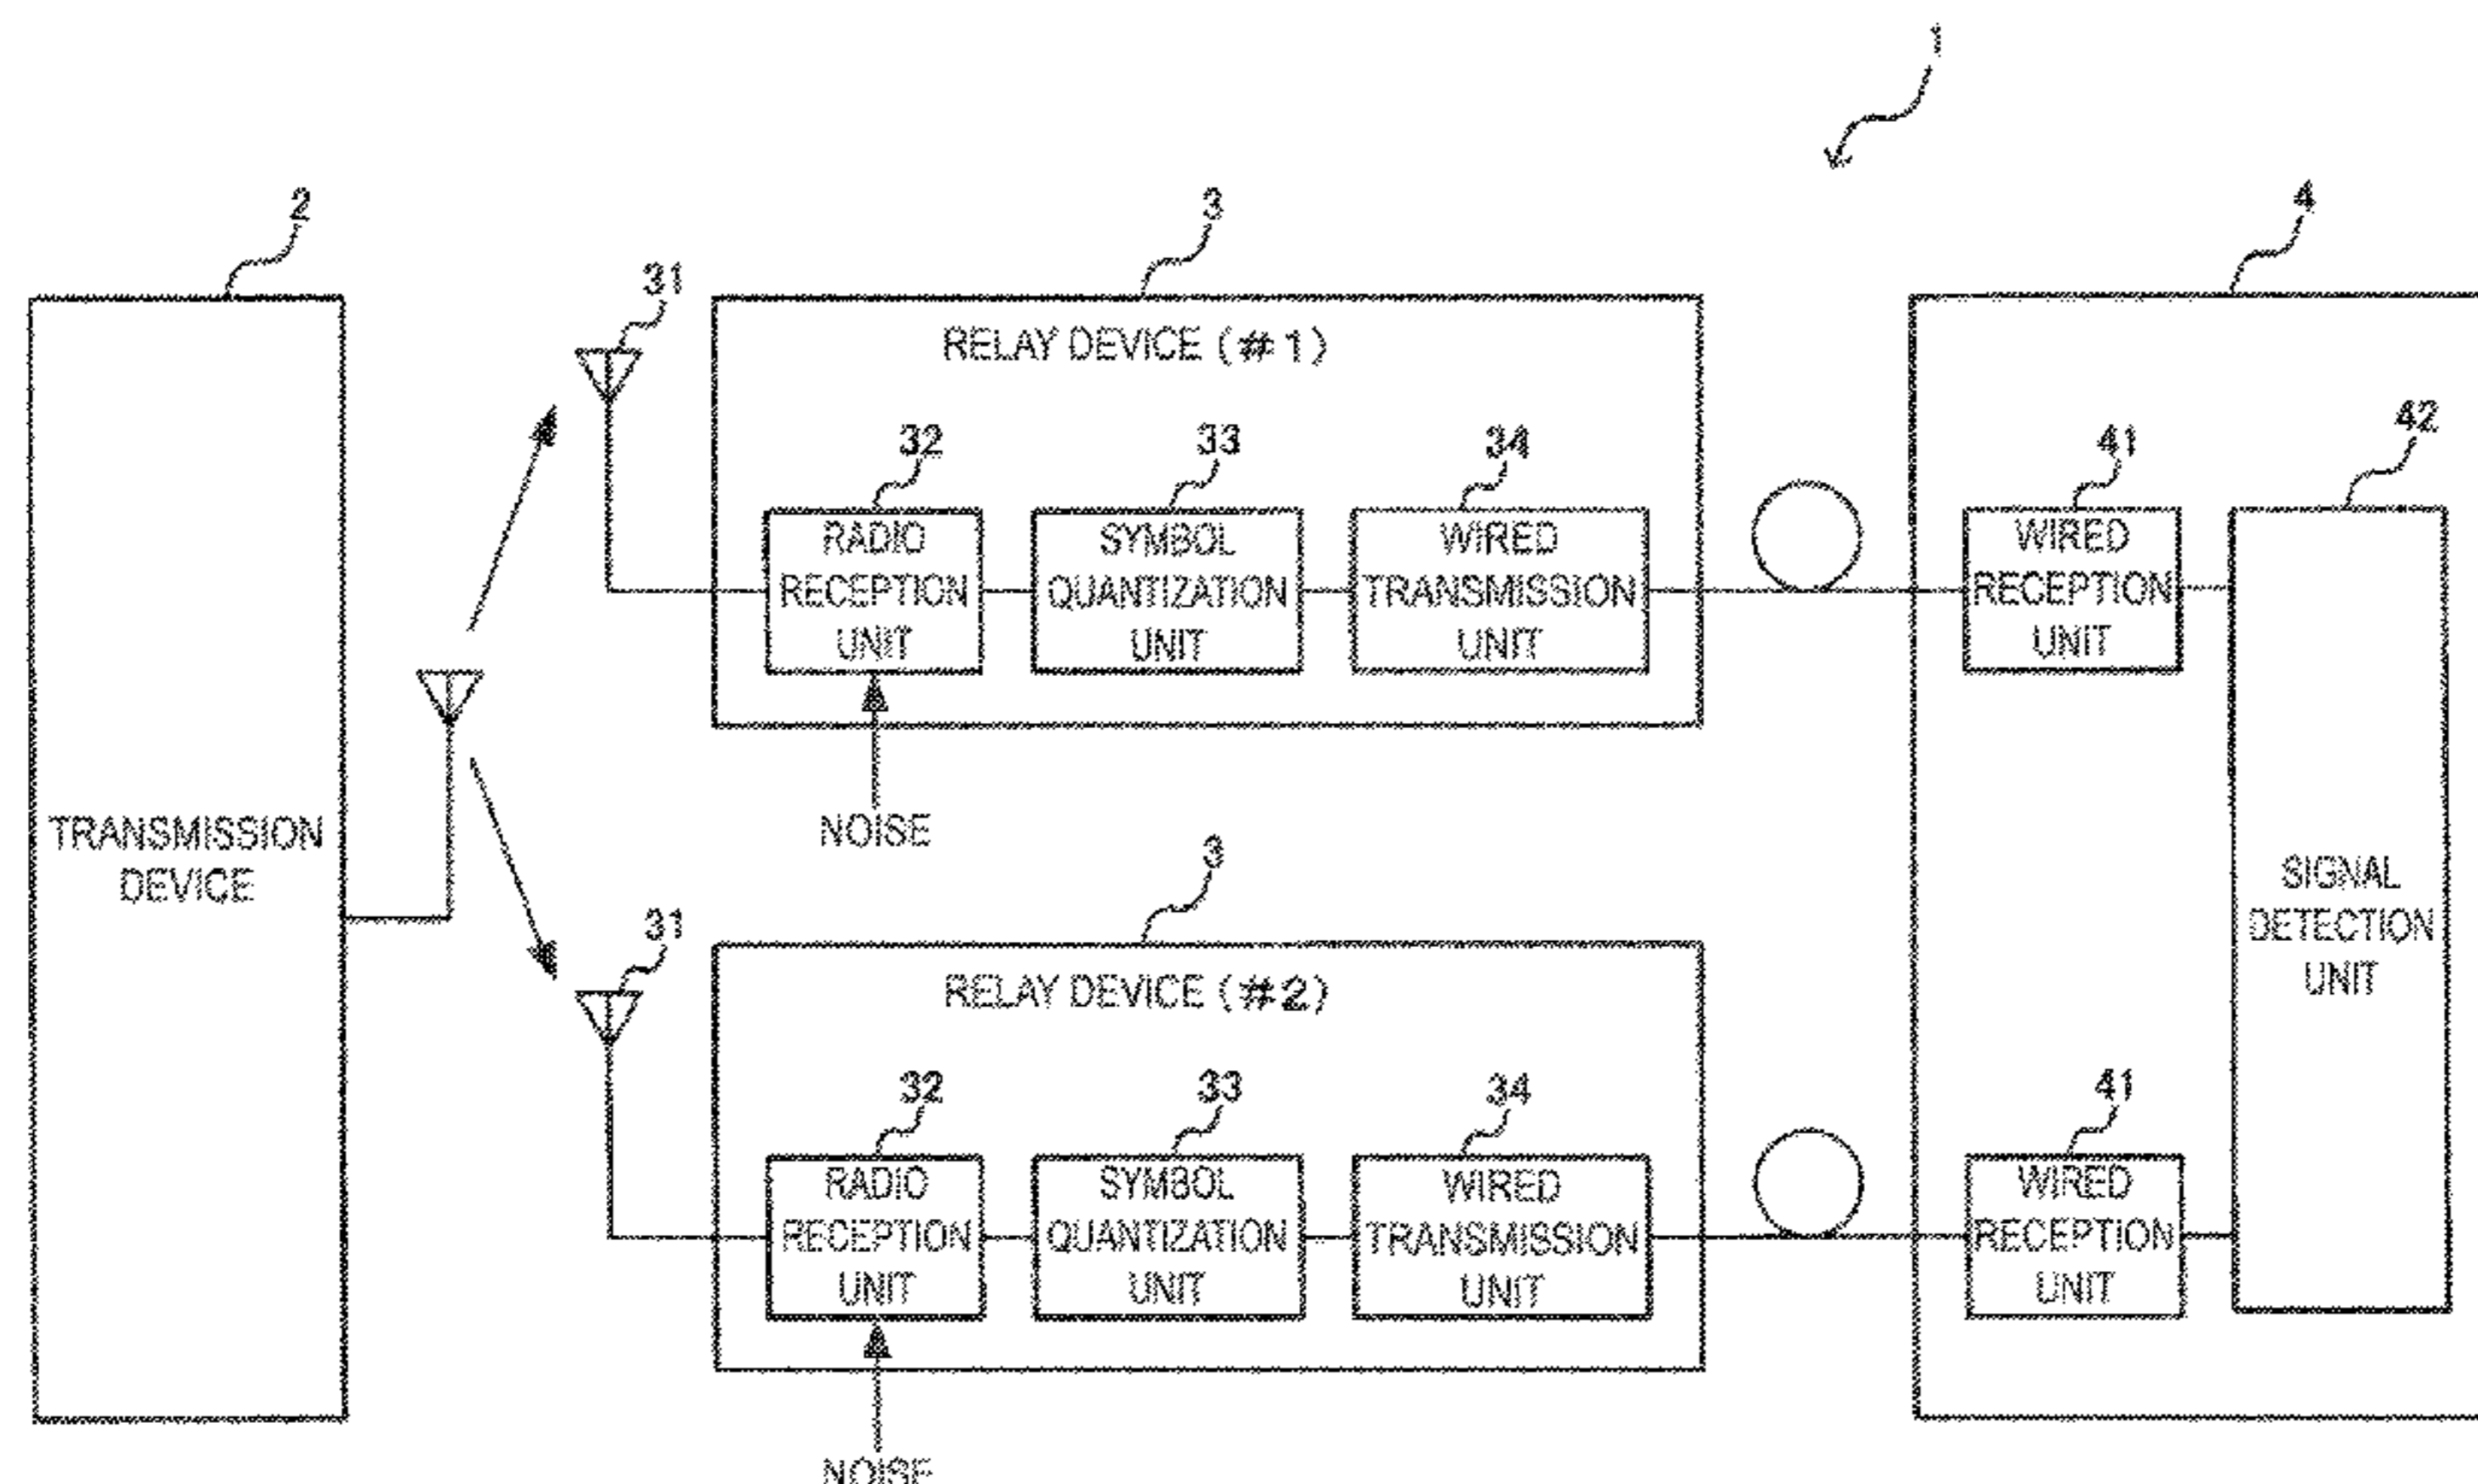 1
2
3
4
31
RELAY DEVICE (#1)
32
33
34
41
42
RADIO
RECEPTION
UNIT
SYMBOL
QUANTIZATION
UNIT
WIRED
TRANSMISSION
UNIT
WIRED
RECEPTION
UNIT
NOISE
TRANSMISSION
DEVICE
SIGNAL
DETECTION
UNIT
3
31
RELAY DEVICE (#2)
32
33
34
41
RADIO
RECEPTION
UNIT
SYMBOL
QUANTIZATION
UNIT
WIRED
TRANSMISSION
UNIT
WIRED
RECEPTION
UNIT
NOISE